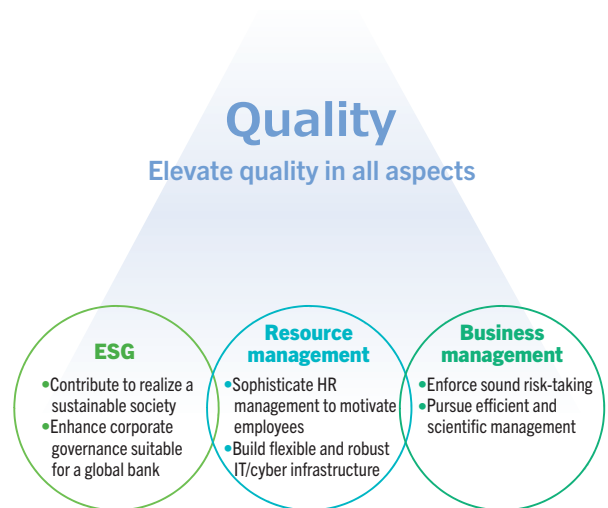 Quality
Elevate quality in all aspects
ESG
•Contribute to realize a
sustainable society
•Enhance corporate
governance suitable
for a global bank
Resource
management
•Sophisticate HR
management to motivate
employees
•Build flexible and robust
IT/cyber infrastructure
Business
management
•Enforce sound risk-taking
•Pursue efficient and
scientific management